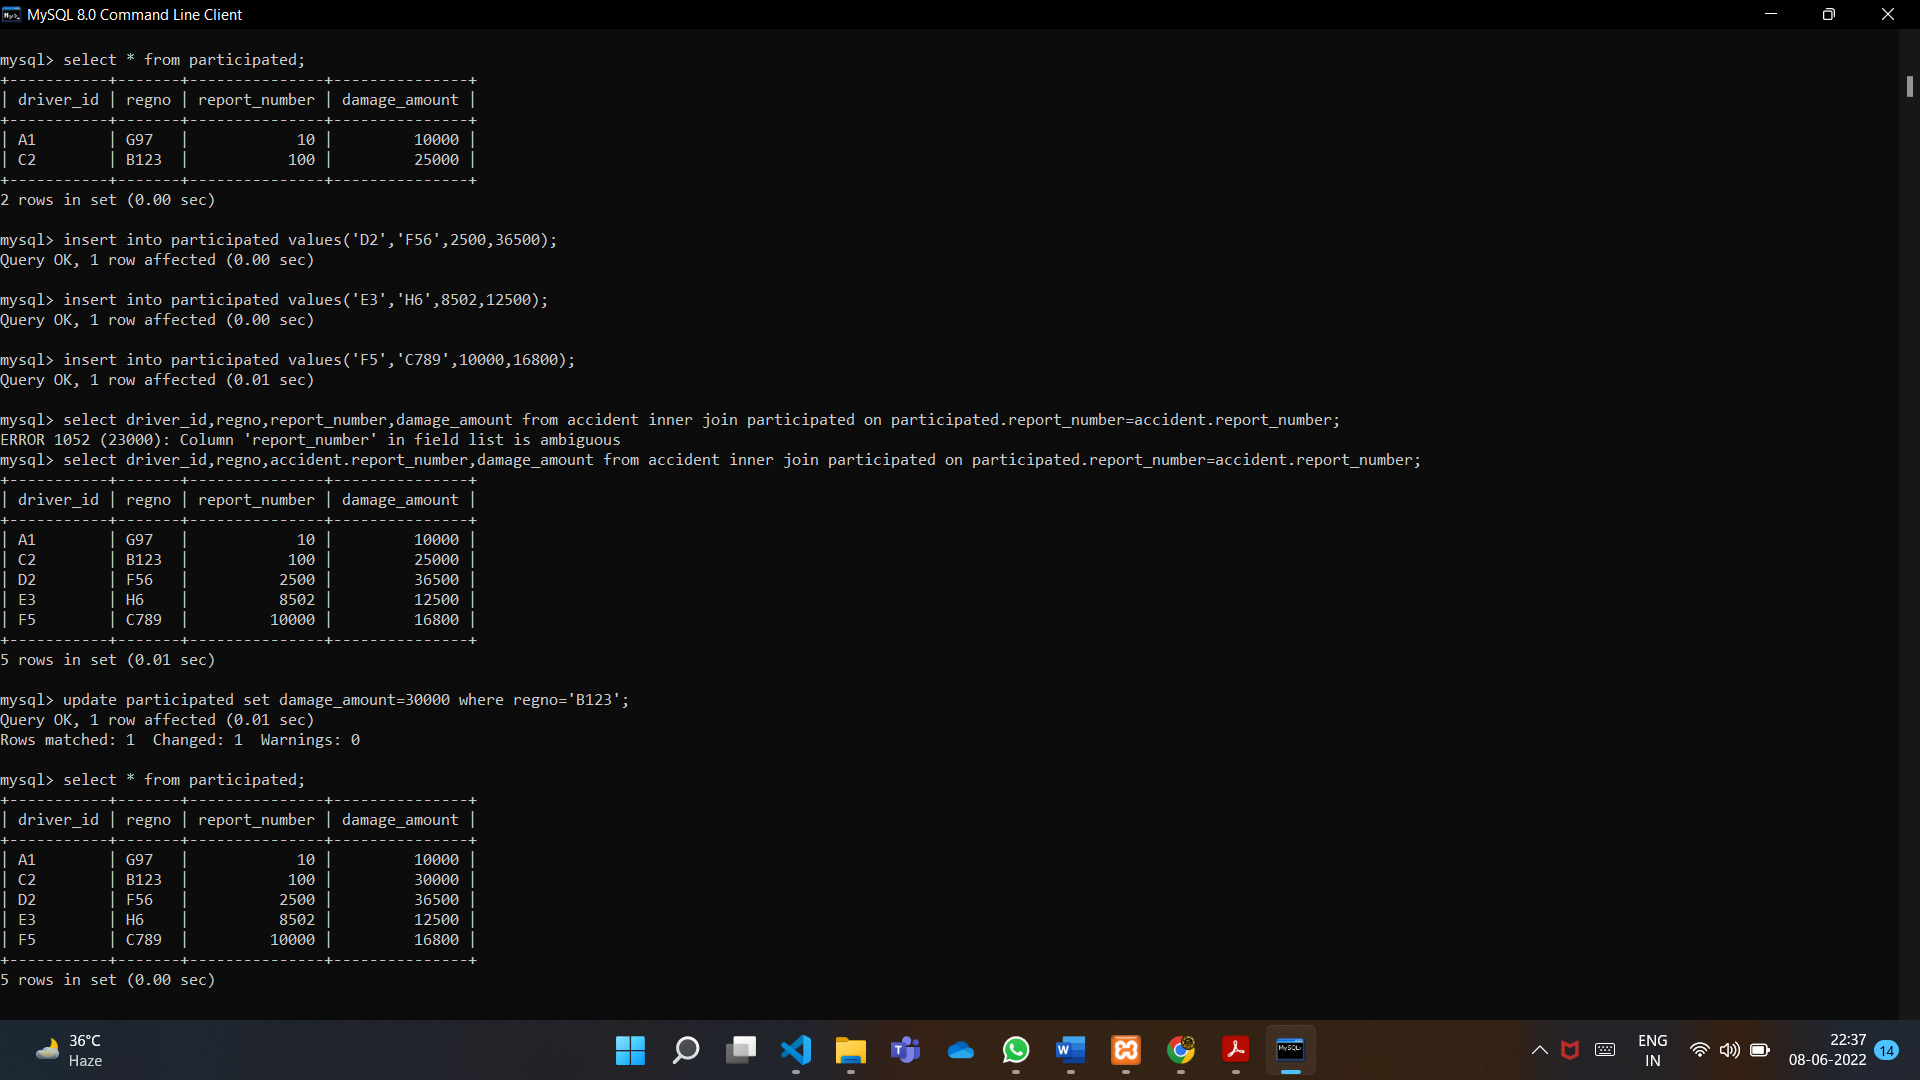 MySQL 8.0 Command Line Client
mysql> select * from participated;
+-----------+-------+---------------+---------------+
| driver_id | regno | report_number | damage_amount |
+-----------+-------+---------------+---------------+
| A1        | G97   |            10 |         10000 |
| C2        | B123  |           100 |         25000 |
+-----------+-------+---------------+---------------+
2 rows in set (0.00 sec)
mysql> insert into participated values('D2','F56',2500,36500);
Query OK, 1 row affected (0.00 sec)
mysql> insert into participated values('E3','H6',8502,12500);
Query OK, 1 row affected (0.00 sec)
mysql> insert into participated values('F5','C789',10000,16800);
Query OK, 1 row affected (0.01 sec)
mysql> select driver_id,regno,report_number,damage_amount from accident inner join participated on participated.report_number=accident.report_number;
ERROR 1052 (23000): Column 'report_number' in field list is ambiguous
mysql> select driver_id,regno,accident.report_number,damage_amount from accident inner join participated on participated.report_number=accident.report_number;
+-----------+-------+---------------+---------------+
| driver_id | regno | report_number | damage_amount |
+-----------+-------+---------------+---------------+
| A1        | G97   |            10 |         10000 |
| C2        | B123  |           100 |         25000 |
| D2        | F56   |          2500 |         36500 |
| E3        | H6    |          8502 |         12500 |
| F5        | C789  |         10000 |         16800 |
+-----------+-------+---------------+---------------+
5 rows in set (0.01 sec)
mysql> update participated set damage_amount=30000 where regno='B123';
Query OK, 1 row affected (0.01 sec)
Rows matched: 1  Changed: 1  Warnings: 0
mysql> select * from participated;
+-----------+-------+---------------+---------------+
| driver_id | regno | report_number | damage_amount |
+-----------+-------+---------------+---------------+
| A1        | G97   |            10 |         10000 |
| C2        | B123  |           100 |         30000 |
| D2        | F56   |          2500 |         36500 |
| E3        | H6    |          8502 |         12500 |
| F5        | C789  |         10000 |         16800 |
+-----------+-------+---------------+---------------+
5 rows in set (0.00 sec)
36°C
Haze
ENG
IN
22:37
08-06-2022
14